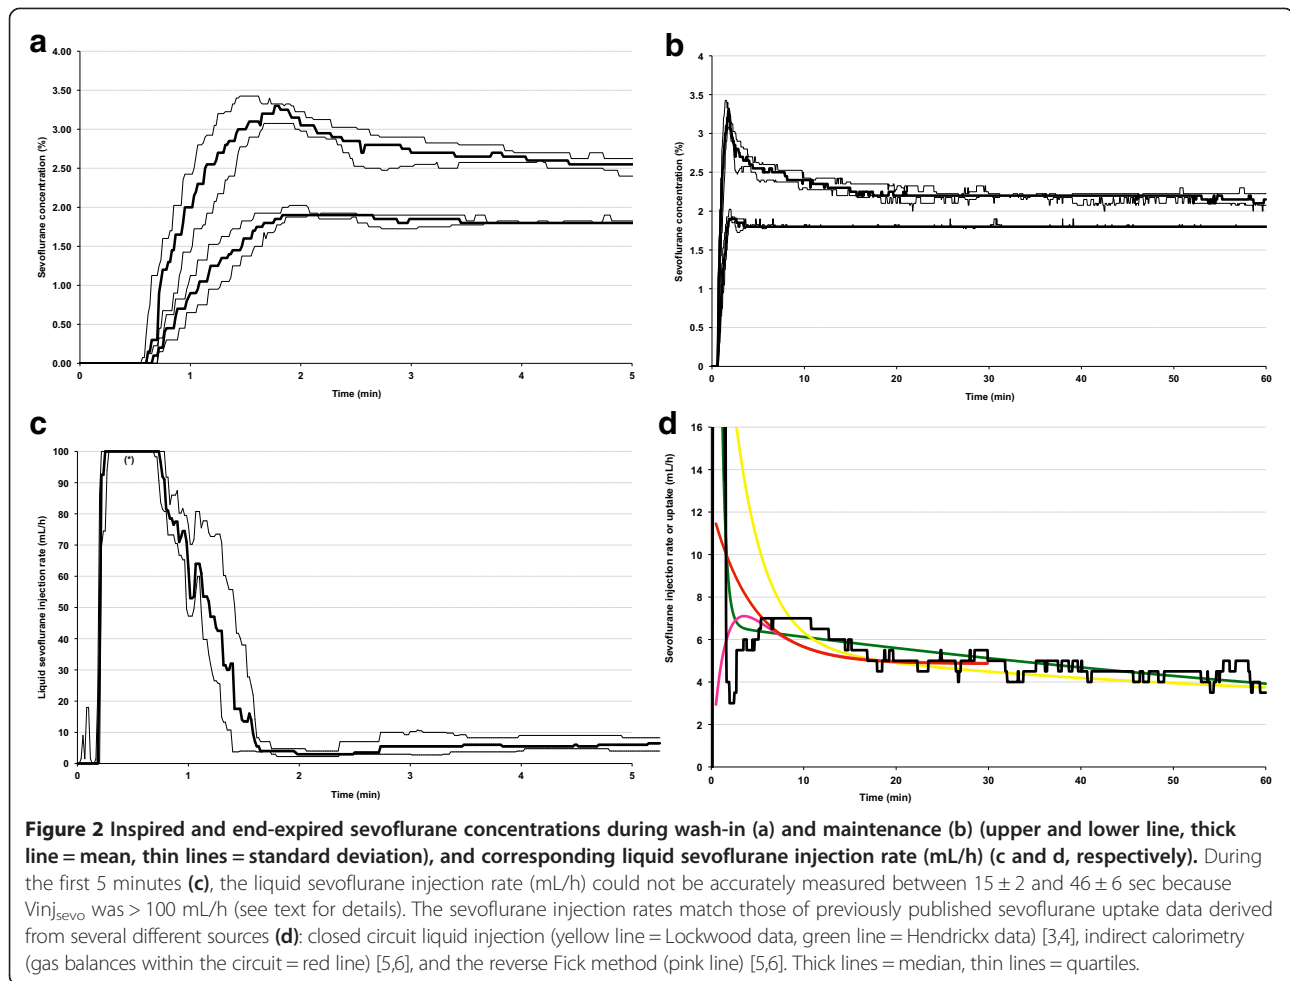 a
4.00
3.50
3.00
2.50
2.00
1.50
1.00
0.50
0.00
Sevoflurane concentration (%)
0 1 2 3 4 5
Time (min)
b
4
3.5
3
2.5
2
1.5
1
0.5
0
Sevoflurane concentration (%)
0 10 20 30 40 50 60
Time (min)
c
100
90
80
70
60
50
40
30
20
10
0
(*)
Liquid sevoflurane injection rate (mL/h)
0 1 2 3 4 5
Time (min)
d
16
14
12
10
8
6
4
2
0
Sevoflurane injection rate or uptake (mL/h)
0 10 20 30 40 50 60
Time (min)
Figure 2 Inspired and end-expired sevoflurane concentrations during wash-in (a) and maintenance (b) (upper and lower line, thick
line = mean, thin lines = standard deviation), and corresponding liquid sevoflurane injection rate (mL/h) (c and d, respectively). During
the first 5 minutes (c), the liquid sevoflurane injection rate (mL/h) could not be accurately measured between 15 ± 2 and 46 ± 6 sec because
Vinjsevo was > 100 mL/h (see text for details). The sevoflurane injection rates match those of previously published sevoflurane uptake data derived
from several different sources (d): closed circuit liquid injection (yellow line = Lockwood data, green line = Hendrickx data) [3,4], indirect calorimetry
(gas balances within the circuit = red line) [5,6], and the reverse Fick method (pink line) [5,6]. Thick lines = median, thin lines = quartiles.